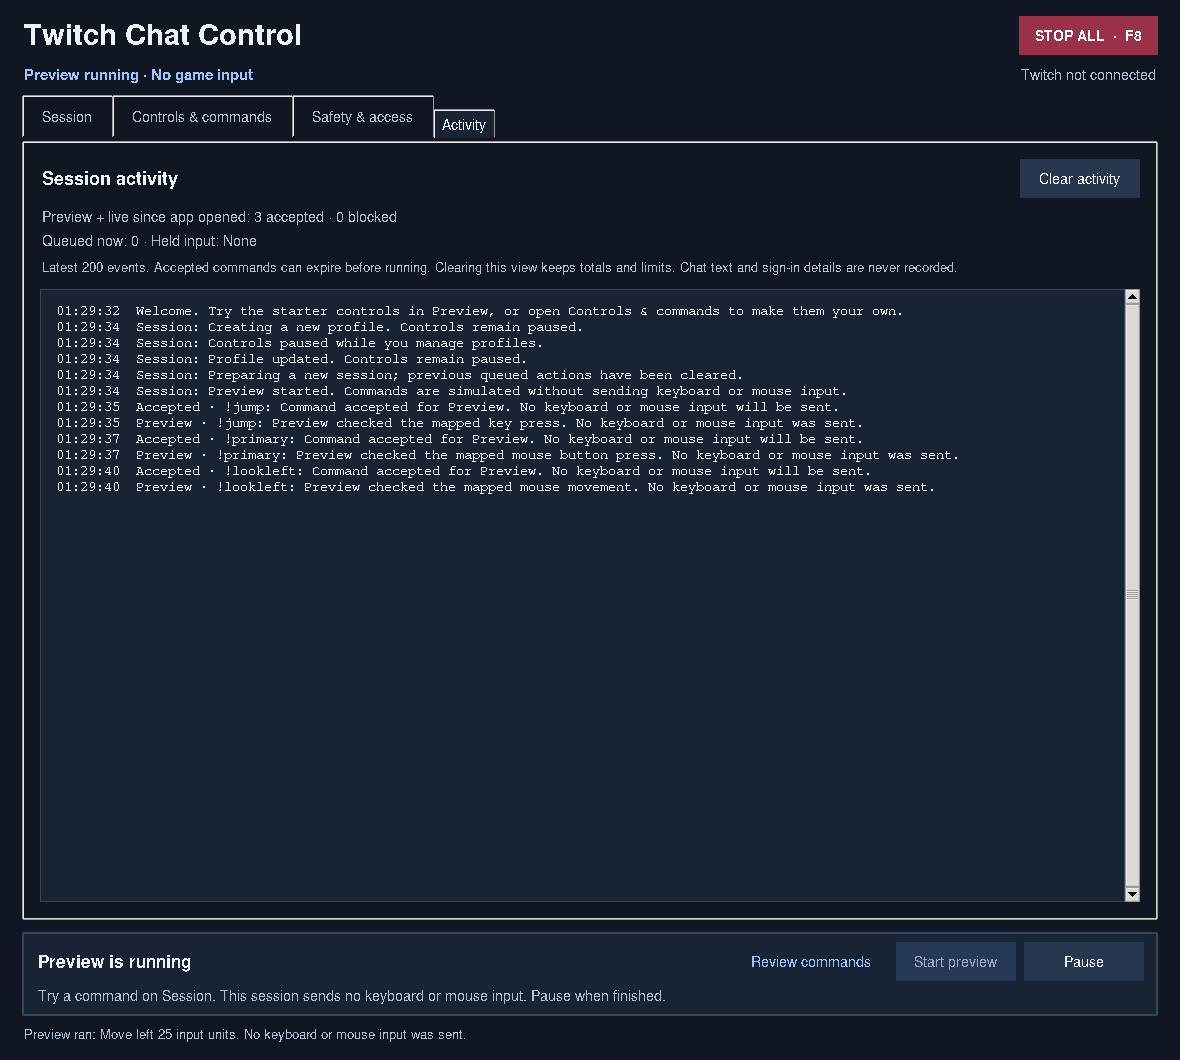 Twitch Chat Control
STOP ALL · F8
Preview running · No game input
Twitch not connected
Session
Controls & commands
Safety & access
Activity
Session activity
Clear activity
Preview + live since app opened: 3 accepted · 0 blocked
Queued now: 0 · Held input: None
Latest 200 events. Accepted commands can expire before running. Clearing this view keeps totals and limits. Chat text and sign-in details are never recorded.
01:29:32 Welcome. Try the starter controls in Preview, or open Controls & commands to make them your own.
01:29:34 Session: Creating a new profile. Controls remain paused.
01:29:34 Session: Controls paused while you manage profiles.
01:29:34 Session: Profile updated. Controls remain paused.
01:29:34 Session: Preparing a new session; previous queued actions have been cleared.
01:29:34 Session: Preview started. Commands are simulated without sending keyboard or mouse input.
01:29:35 Accepted · !jump: Command accepted for Preview. No keyboard or mouse input will be sent.
01:29:35 Preview · !jump: Preview checked the mapped key press. No keyboard or mouse input was sent.
01:29:37 Accepted · !primary: Command accepted for Preview. No keyboard or mouse input will be sent.
01:29:37 Preview · !primary: Preview checked the mapped mouse button press. No keyboard or mouse input was sent.
01:29:40 Accepted · !lookleft: Command accepted for Preview. No keyboard or mouse input will be sent.
01:29:40 Preview · !lookleft: Preview checked the mapped mouse movement. No keyboard or mouse input was sent.
Preview is running
Review commands
Start preview
Pause
Try a command on Session. This session sends no keyboard or mouse input. Pause when finished.
Preview ran: Move left 25 input units. No keyboard or mouse input was sent.